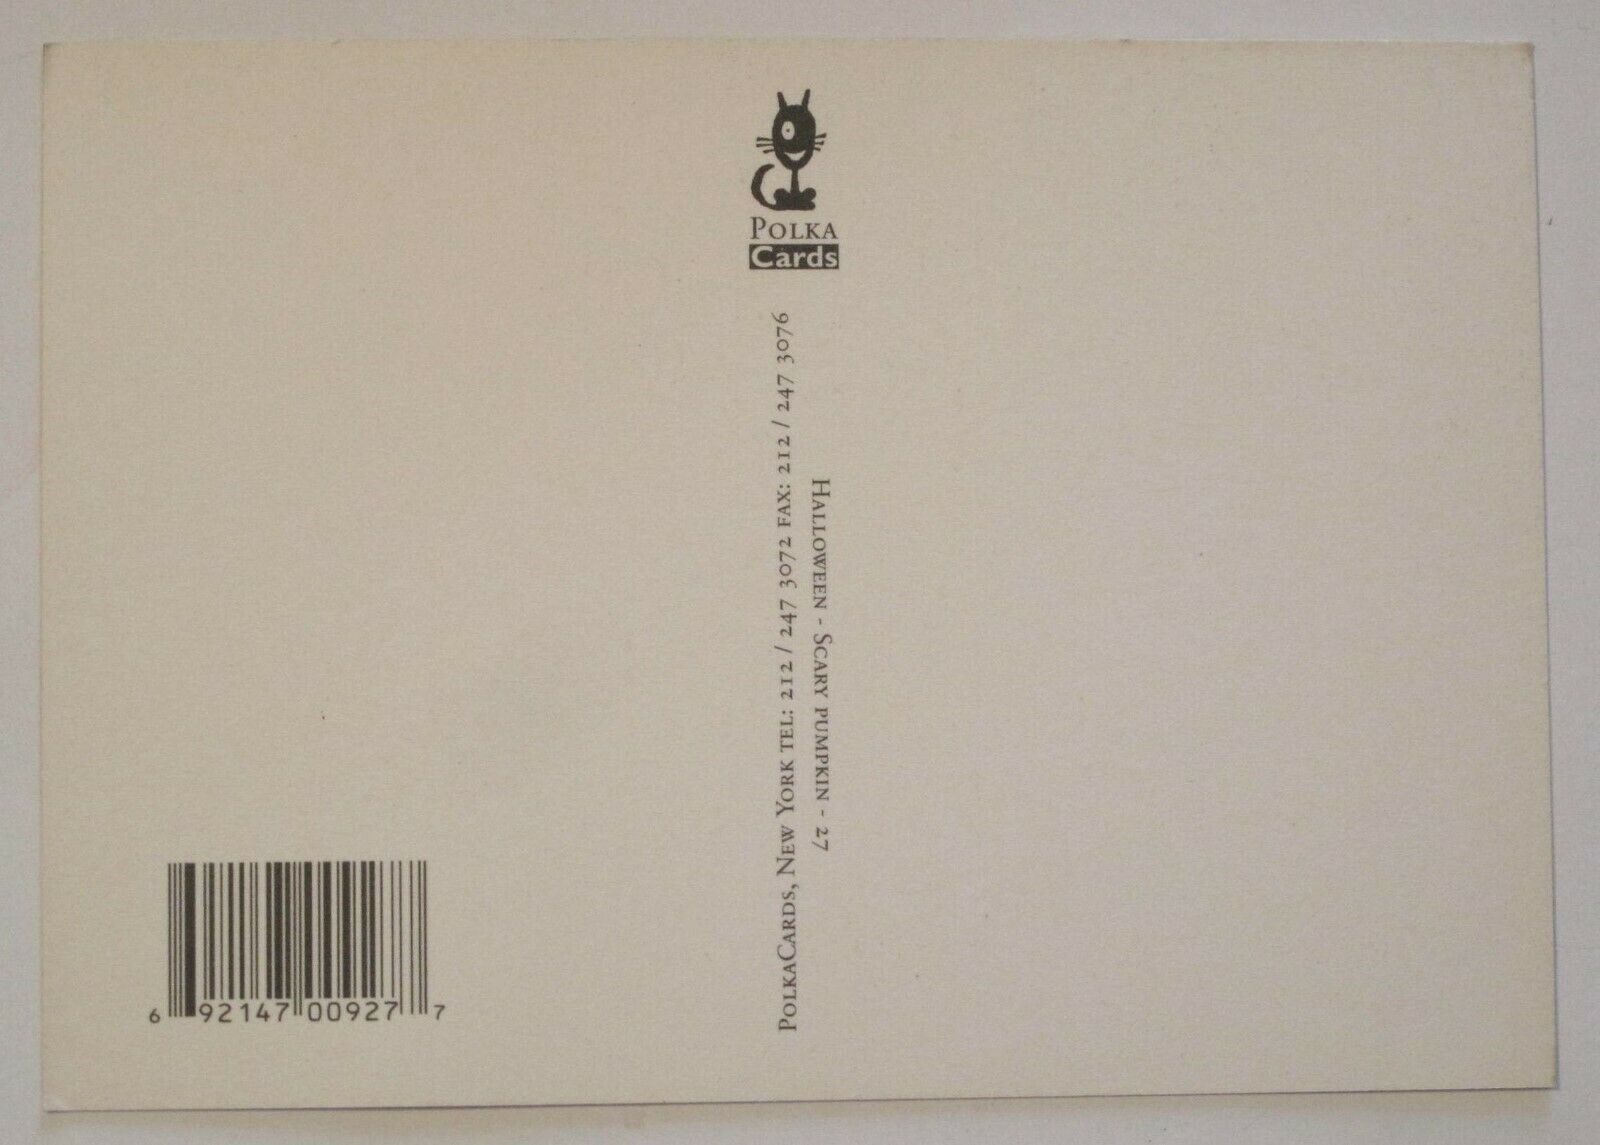 POLKA
Cards
POLKACARDS, NEW YORK TEL: 212 / 247 3072 FAX: 212 / 247 3076
HALLOWEEN - SCARY PUMPKIN - 27
6 92147 00927 7